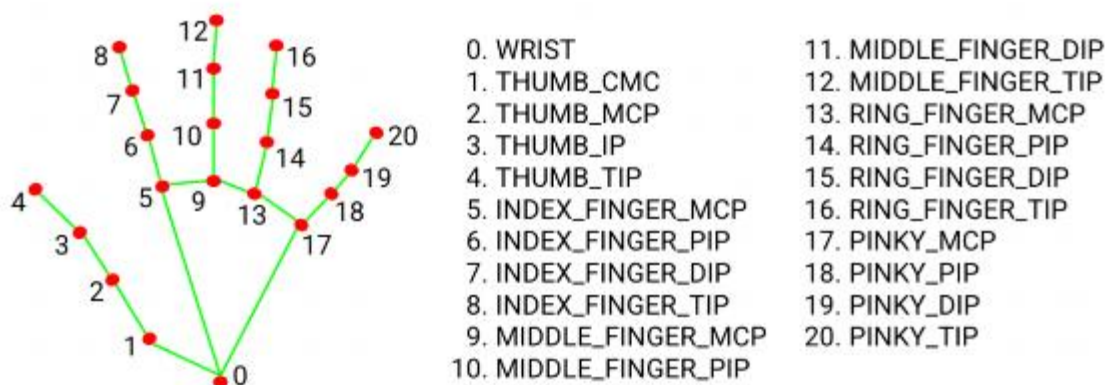 12
8
16
11
7
15
20
10
6
14
19
4
5
9
13
18
3
17
2
1
0
0. WRIST
1. THUMB_CMC
2. THUMB_MCP
3. THUMB_IP
4. THUMB_TIP
5. INDEX_FINGER_MCP
6. INDEX_FINGER_PIP
7. INDEX_FINGER_DIP
8. INDEX_FINGER_TIP
9. MIDDLE_FINGER_MCP
10. MIDDLE_FINGER_PIP
11. MIDDLE_FINGER_DIP
12. MIDDLE_FINGER_TIP
13. RING_FINGER_MCP
14. RING_FINGER_PIP
15. RING_FINGER_DIP
16. RING_FINGER_TIP
17. PINKY_MCP
18. PINKY_PIP
19. PINKY_DIP
20. PINKY_TIP